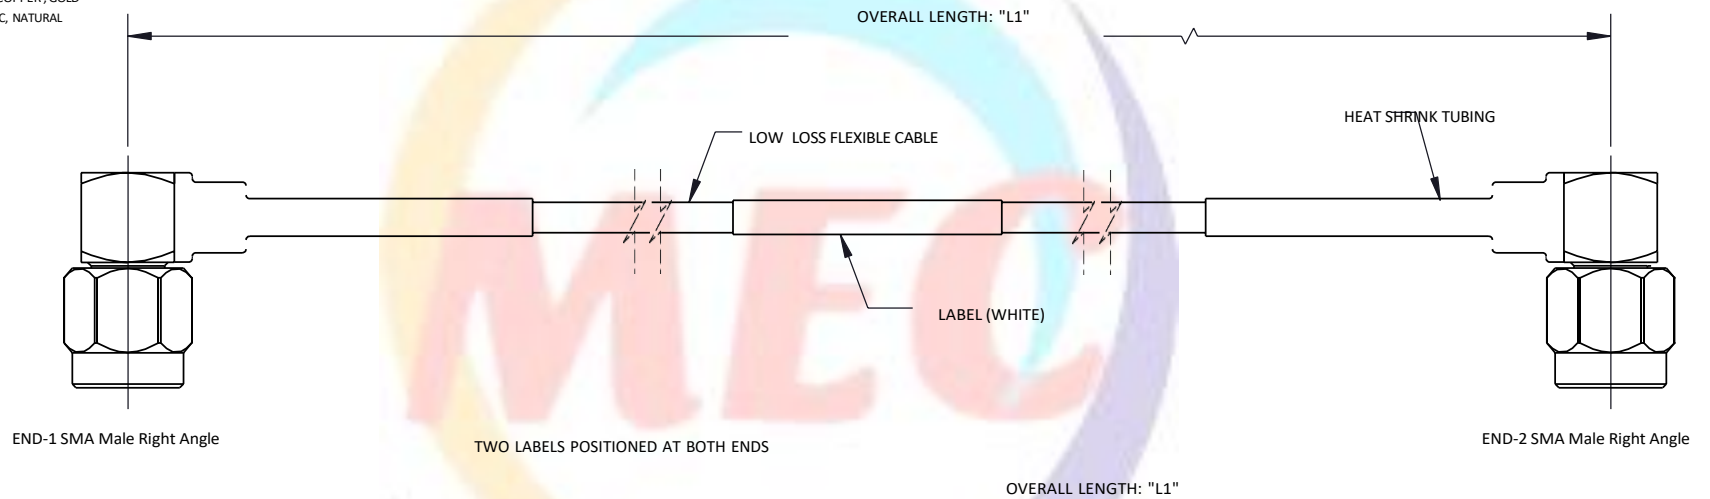 C, NATURAL
OVERALL LENGTH: "L1"
HEAT SHRINK TUBING
LOW LOSS FLEXIBLE CABLE
MEC
LABEL (WHITE)
END-1 SMA Male Right Angle
TWO LABELS POSITIONED AT BOTH ENDS
END-2 SMA Male Right Angle
OVERALL LENGTH: "L1"